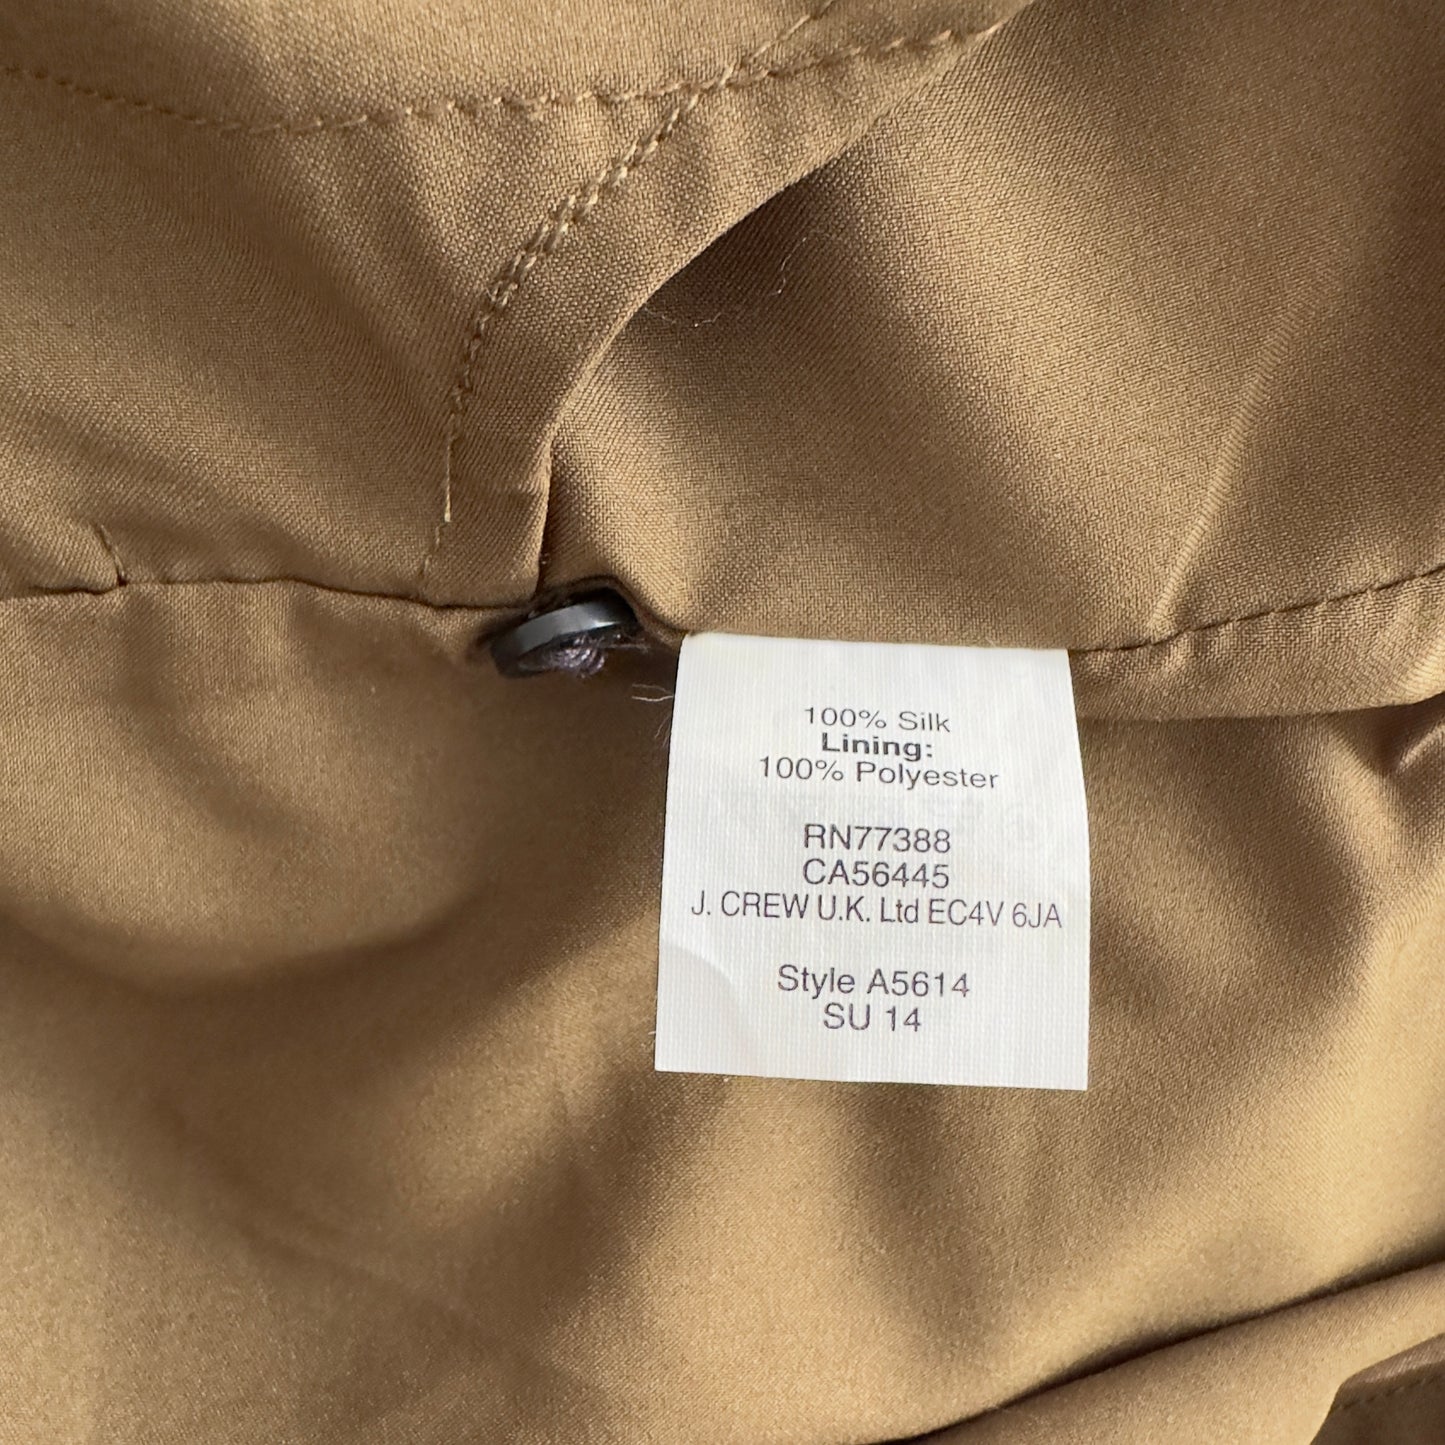 100% Silk
Lining:
100% Polyester
RN77388
CA56445
J. CREW U.K. Ltd EC4V 6JA
Style A5614
SU 14